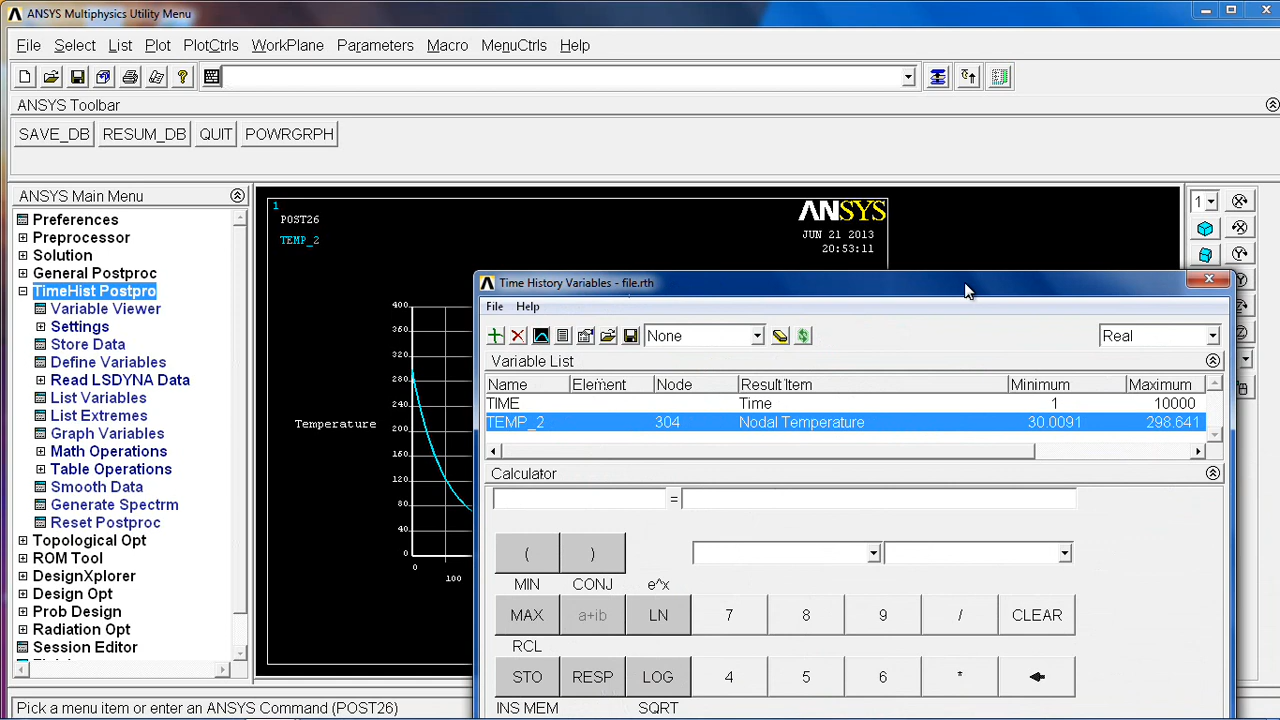 ANSYS Multiphysics Utility Menu
File Select List Plot PlotCtrls WorkPlane Parameters Macro MenuCtrls Help
ANSYS Toolbar
SAVE_DB RESUM_DB QUIT POWRGRPH
ANSYS Main Menu
Preferences
Preprocessor
Solution
General Postproc
TimeHist Postpro
Variable Viewer
Settings
Store Data
Define Variables
Read LSDYNA Data
List Variables
List Extremes
Graph Variables
Math Operations
Table Operations
Smooth Data
Generate Spectrm
Reset Postproc
Topological Opt
ROM Tool
DesignXplorer
Design Opt
Prob Design
Radiation Opt
Session Editor
1
POST26
TEMP_2
ANSYS
JUN 21 2013
20:53:11
400
360
320
280
240
200
160
120
80
40
0
Temperature
0
100
1
Time History Variables - file.rth
File Help
None
Real
Variable List
Name Element Node Result Item Minimum Maximum
TIME Time 1 10000
TEMP_2 304 Nodal Temperature 30.0091 298.641
Calculator
=
( )
MIN CONJ e^x
MAX a+ib LN 7 8 9 / CLEAR
RCL
STO RESP LOG 4 5 6 *
INS MEM SQRT
Pick a menu item or enter an ANSYS Command (POST26)